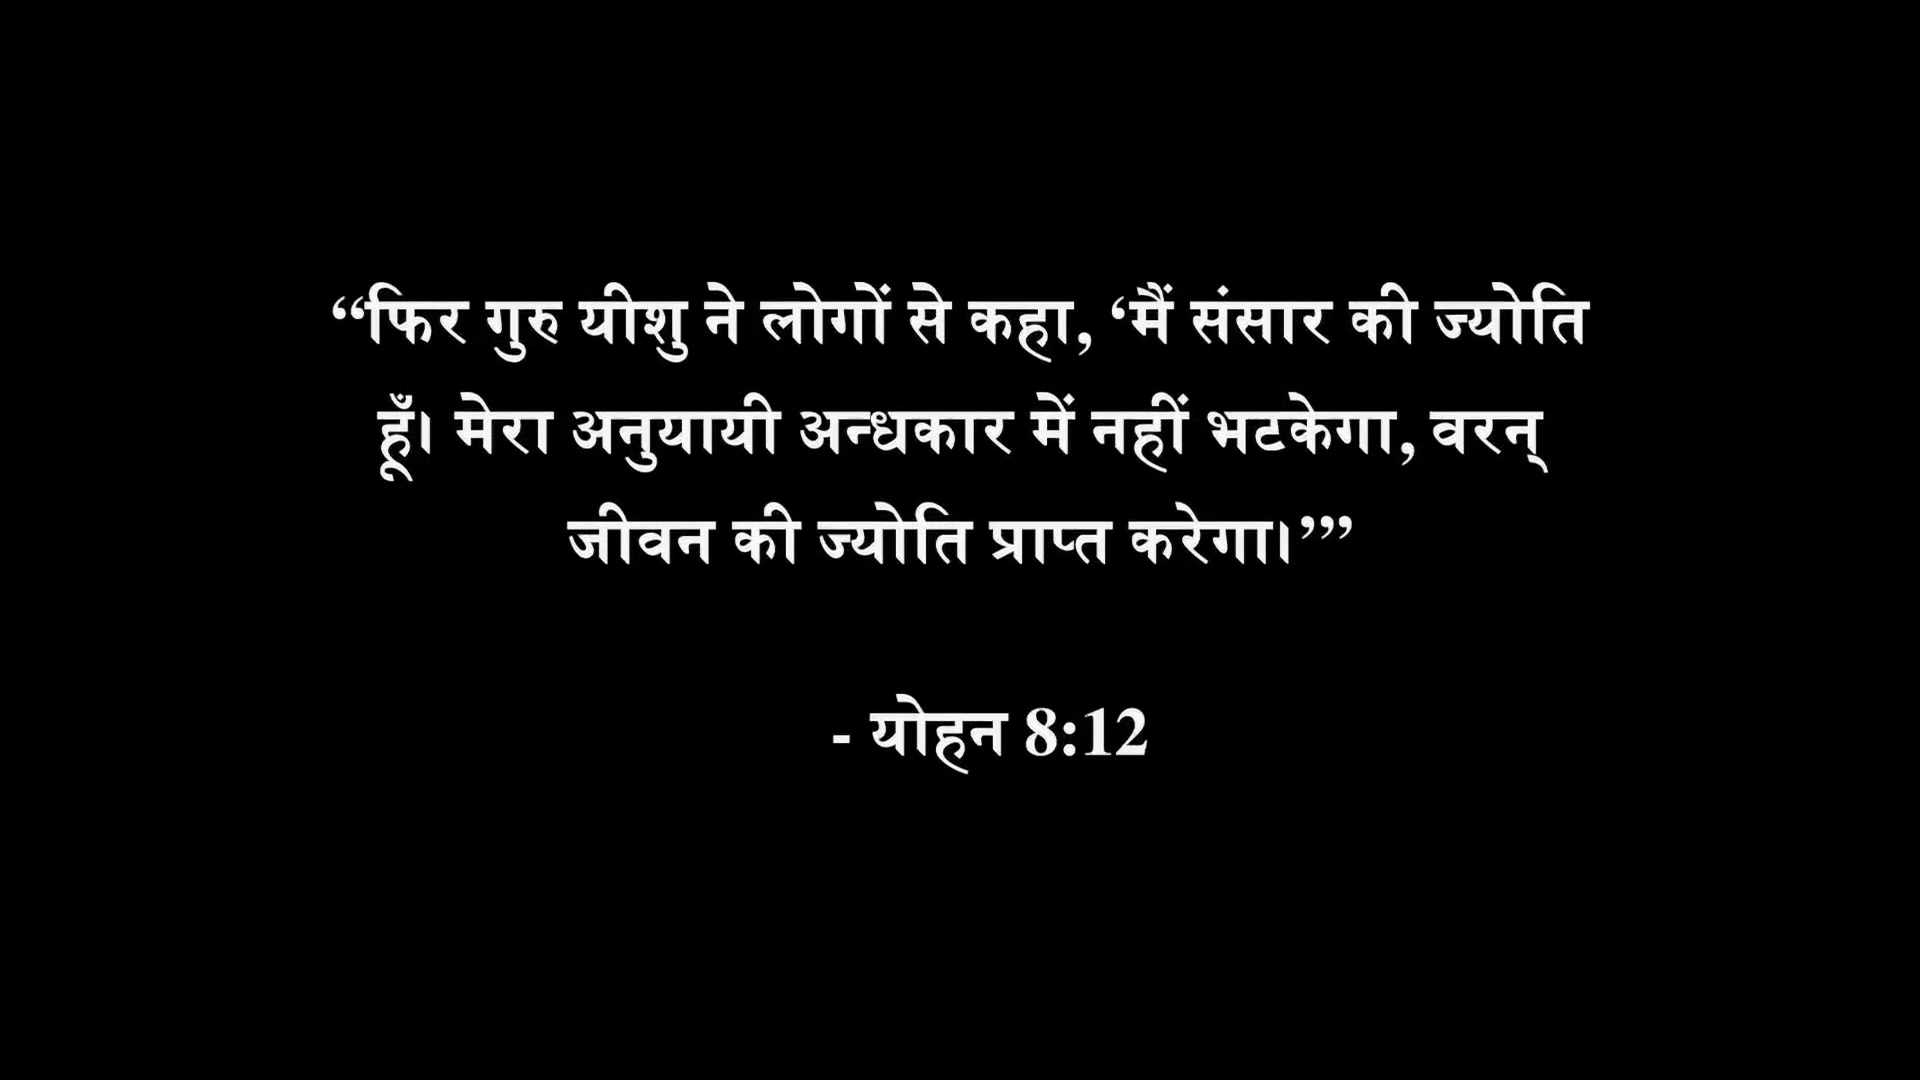 “फिर गुरु यीशु ने लोगों से कहा, ‘मैं संसार की ज्योति
हूँ। मेरा अनुयायी अन्धकार में नहीं भटकेगा, वरन्
जीवन की ज्योति प्राप्त करेगा।’”
- योहन 8:12